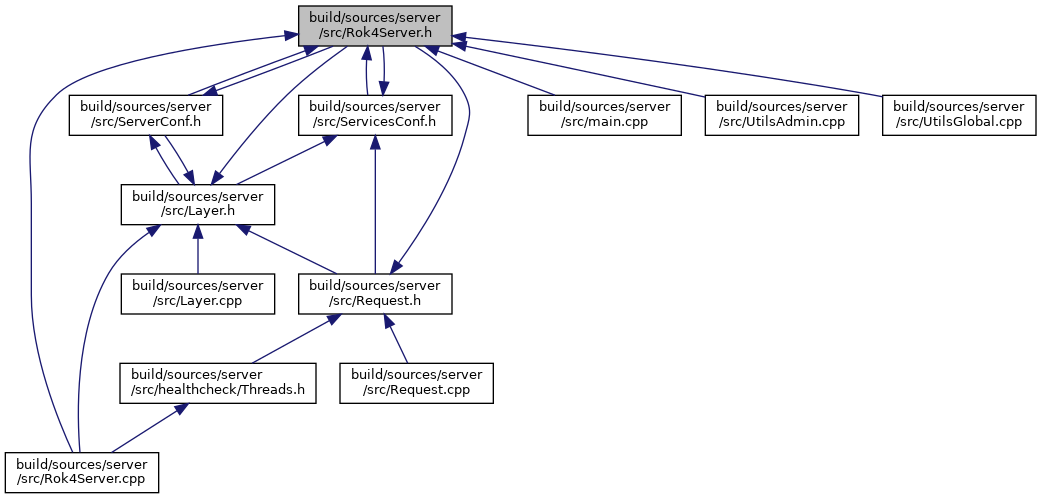 build/sources/server
/src/Rok4Server.h
build/sources/server
/src/ServerConf.h
build/sources/server
/src/ServicesConf.h
build/sources/server
/src/main.cpp
build/sources/server
/src/UtilsAdmin.cpp
build/sources/server
/src/UtilsGlobal.cpp
build/sources/server
/src/Layer.h
build/sources/server
/src/Layer.cpp
build/sources/server
/src/Request.h
build/sources/server
/src/healthcheck/Threads.h
build/sources/server
/src/Request.cpp
build/sources/server
/src/Rok4Server.cpp